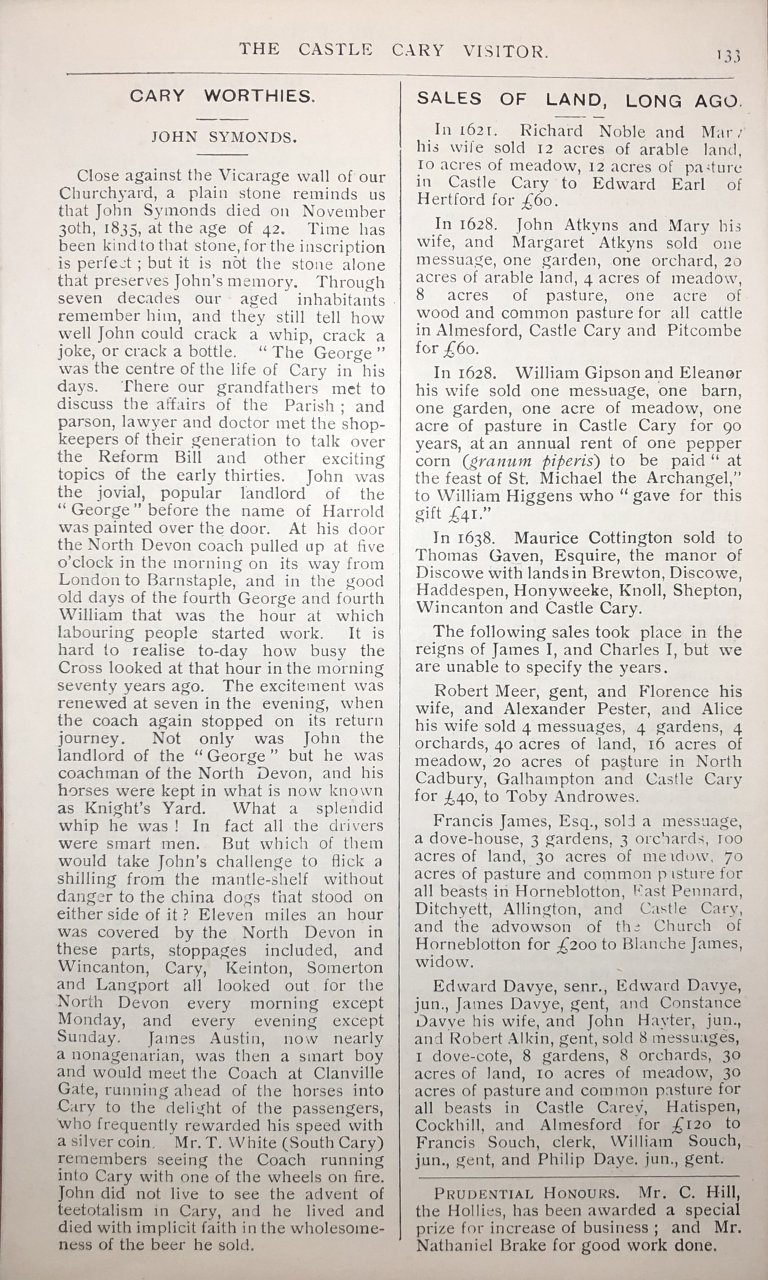 THE CASTLE CARY VISITOR.
133
CARY WORTHIES.
JOHN SYMONDS.
Close against the Vicarage wall of our
Churchyard, a plain stone reminds us
that John Symonds died on November
30th, 1835, at the age of 42. Time has
been kind to that stone, for the inscription
is perfect ; but it is not the stone alone
that preserves John's memory. Through
seven decades our aged inhabitants
remember him, and they still tell how
well John could crack a whip, crack a
joke, or crack a bottle. “ The George ”
was the centre of the life of Cary in his
days. There our grandfathers met to
discuss the affairs of the Parish ; and
parson, lawyer and doctor met the shop-
keepers of their generation to talk over
the Reform Bill and other exciting
topics of the early thirties. John was
the jovial, popular landlord of the
“ George ” before the name of Harrold
was painted over the door. At his door
the North Devon coach pulled up at five
o'clock in the morning on its way from
London to Barnstaple, and in the good
old days of the fourth George and fourth
William that was the hour at which
labouring people started work. It is
hard to realise to-day how busy the
Cross looked at that hour in the morning
seventy years ago. The excitement was
renewed at seven in the evening, when
the coach again stopped on its return
journey. Not only was John the
landlord of the “ George ” but he was
coachman of the North Devon, and his
horses were kept in what is now known
as Knight's Yard. What a splendid
whip he was ! In fact all the drivers
were smart men. But which of them
would take John's challenge to flick a
shilling from the mantle-shelf without
danger to the china dogs that stood on
either side of it ? Eleven miles an hour
was covered by the North Devon in
these parts, stoppages included, and
Wincanton, Cary, Keinton, Somerton
and Langport all looked out for the
North Devon every morning except
Monday, and every evening except
Sunday. James Austin, now nearly
a nonagenarian, was then a smart boy
and would meet the Coach at Clanville
Gate, running ahead of the horses into
Cary to the delight of the passengers,
who frequently rewarded his speed with
a silver coin. Mr. T. White (South Cary)
remembers seeing the Coach running
into Cary with one of the wheels on fire.
John did not live to see the advent of
teetotalism in Cary, and he lived and
died with implicit faith in the wholesome-
ness of the beer he sold.
SALES OF LAND, LONG AGO.
In 1621. Richard Noble and Mary
his wife sold 12 acres of arable land,
10 acres of meadow, 12 acres of pasture
in Castle Cary to Edward Earl of
Hertford for £60.
In 1628. John Atkyns and Mary his
wife, and Margaret Atkyns sold one
messuage, one garden, one orchard, 20
acres of arable land, 4 acres of meadow,
8 acres of pasture, one acre of
wood and common pasture for all cattle
in Almesford, Castle Cary and Pitcombe
for £60.
In 1628. William Gipson and Eleanor
his wife sold one messuage, one barn,
one garden, one acre of meadow, one
acre of pasture in Castle Cary for 90
years, at an annual rent of one pepper
corn (granum piperis) to be paid “ at
the feast of St. Michael the Archangel,”
to William Higgens who “ gave for this
gift £41.”
In 1638. Maurice Cottington sold to
Thomas Gaven, Esquire, the manor of
Discowe with lands in Brewton, Discowe,
Haddespen, Honyweeke, Knoll, Shepton,
Wincanton and Castle Cary.
The following sales took place in the
reigns of James I, and Charles I, but we
are unable to specify the years.
Robert Meer, gent, and Florence his
wife, and Alexander Pester, and Alice
his wife sold 4 messuages, 4 gardens, 4
orchards, 40 acres of land, 16 acres of
meadow, 20 acres of pasture in North
Cadbury, Galhampton and Castle Cary
for £40, to Toby Androwes.
Francis James, Esq., sold a messuage,
a dove-house, 3 gardens, 3 orchards, 100
acres of land, 30 acres of meadow, 70
acres of pasture and common pasture for
all beasts in Horneblotton, East Pennard,
Ditchyett, Allington, and Castle Cary,
and the advowson of the Church of
Horneblotton for £200 to Blanche James,
widow.
Edward Davye, senr., Edward Davye,
jun., James Davye, gent, and Constance
Davye his wife, and John Hayter, jun.,
and Robert Alkin, gent, sold 8 messuages,
1 dove-cote, 8 gardens, 8 orchards, 30
acres of land, 10 acres of meadow, 30
acres of pasture and common pasture for
all beasts in Castle Carey, Hatispen,
Cockhill, and Almesford for £120 to
Francis Souch, clerk, William Souch,
jun., gent, and Philip Daye. jun., gent.
PRUDENTIAL HONOURS. Mr. C. Hill,
the Hollies, has been awarded a special
prize for increase of business ; and Mr.
Nathaniel Brake for good work done.